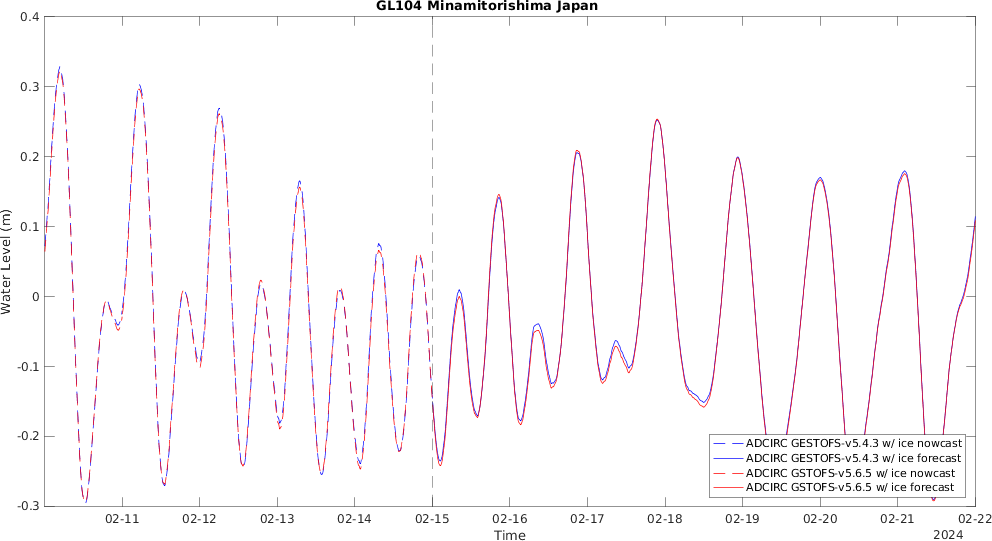 GL104 Minamitorishima Japan
0.4
0.3
0.2
0.1
0
-0.1
-0.2
-0.3
Water Level (m)
ADCIRC GESTOFS-v5.4.3 w/ ice nowcast
ADCIRC GESTOFS-v5.4.3 w/ ice forecast
ADCIRC GSTOFS-v5.6.5 w/ ice nowcast
ADCIRC GSTOFS-v5.6.5 w/ ice forecast
02-11 02-12 02-13 02-14 02-15 02-16 02-17 02-18 02-19 02-20 02-21 02-22
Time
2024